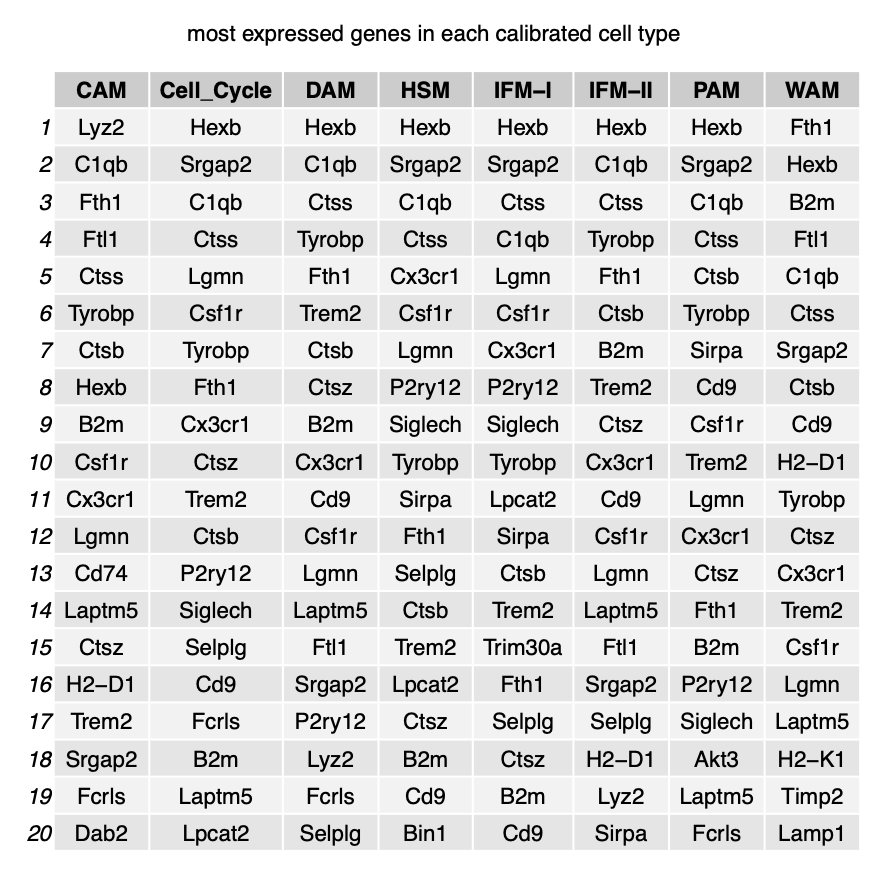 most expressed genes in each calibrated cell type
CAM Cell_Cycle DAM HSM IFM−I IFM−II PAM WAM
1 Lyz2 Hexb Hexb Hexb Hexb Hexb Hexb Fth1
2 C1qb Srgap2 C1qb Srgap2 Srgap2 C1qb Srgap2 Hexb
3 Fth1 C1qb Ctss C1qb Ctss Ctss C1qb B2m
4 Ftl1 Ctss Tyrobp Ctss C1qb Tyrobp Ctss Ftl1
5 Ctss Lgmn Fth1 Cx3cr1 Lgmn Fth1 Ctsb C1qb
6 Tyrobp Csf1r Trem2 Csf1r Csf1r Ctsb Tyrobp Ctss
7 Ctsb Tyrobp Ctsb Lgmn Cx3cr1 B2m Sirpa Srgap2
8 Hexb Fth1 Ctsz P2ry12 P2ry12 Trem2 Cd9 Ctsb
9 B2m Cx3cr1 B2m Siglech Siglech Ctsz Csf1r Cd9
10 Csf1r Ctsz Cx3cr1 Tyrobp Tyrobp Cx3cr1 Trem2 H2−D1
11 Cx3cr1 Trem2 Cd9 Sirpa Lpcat2 Cd9 Lgmn Tyrobp
12 Lgmn Ctsb Csf1r Fth1 Sirpa Csf1r Cx3cr1 Ctsz
13 Cd74 P2ry12 Lgmn Selplg Ctsb Lgmn Ctsz Cx3cr1
14 Laptm5 Siglech Laptm5 Ctsb Trem2 Laptm5 Fth1 Trem2
15 Ctsz Selplg Ftl1 Trem2 Trim30a Ftl1 B2m Csf1r
16 H2−D1 Cd9 Srgap2 Lpcat2 Fth1 Srgap2 P2ry12 Lgmn
17 Trem2 Fcrls P2ry12 Ctsz Selplg Selplg Siglech Laptm5
18 Srgap2 B2m Lyz2 B2m Ctsz H2−D1 Akt3 H2−K1
19 Fcrls Laptm5 Fcrls Cd9 B2m Lyz2 Laptm5 Timp2
20 Dab2 Lpcat2 Selplg Bin1 Cd9 Sirpa Fcrls Lamp1